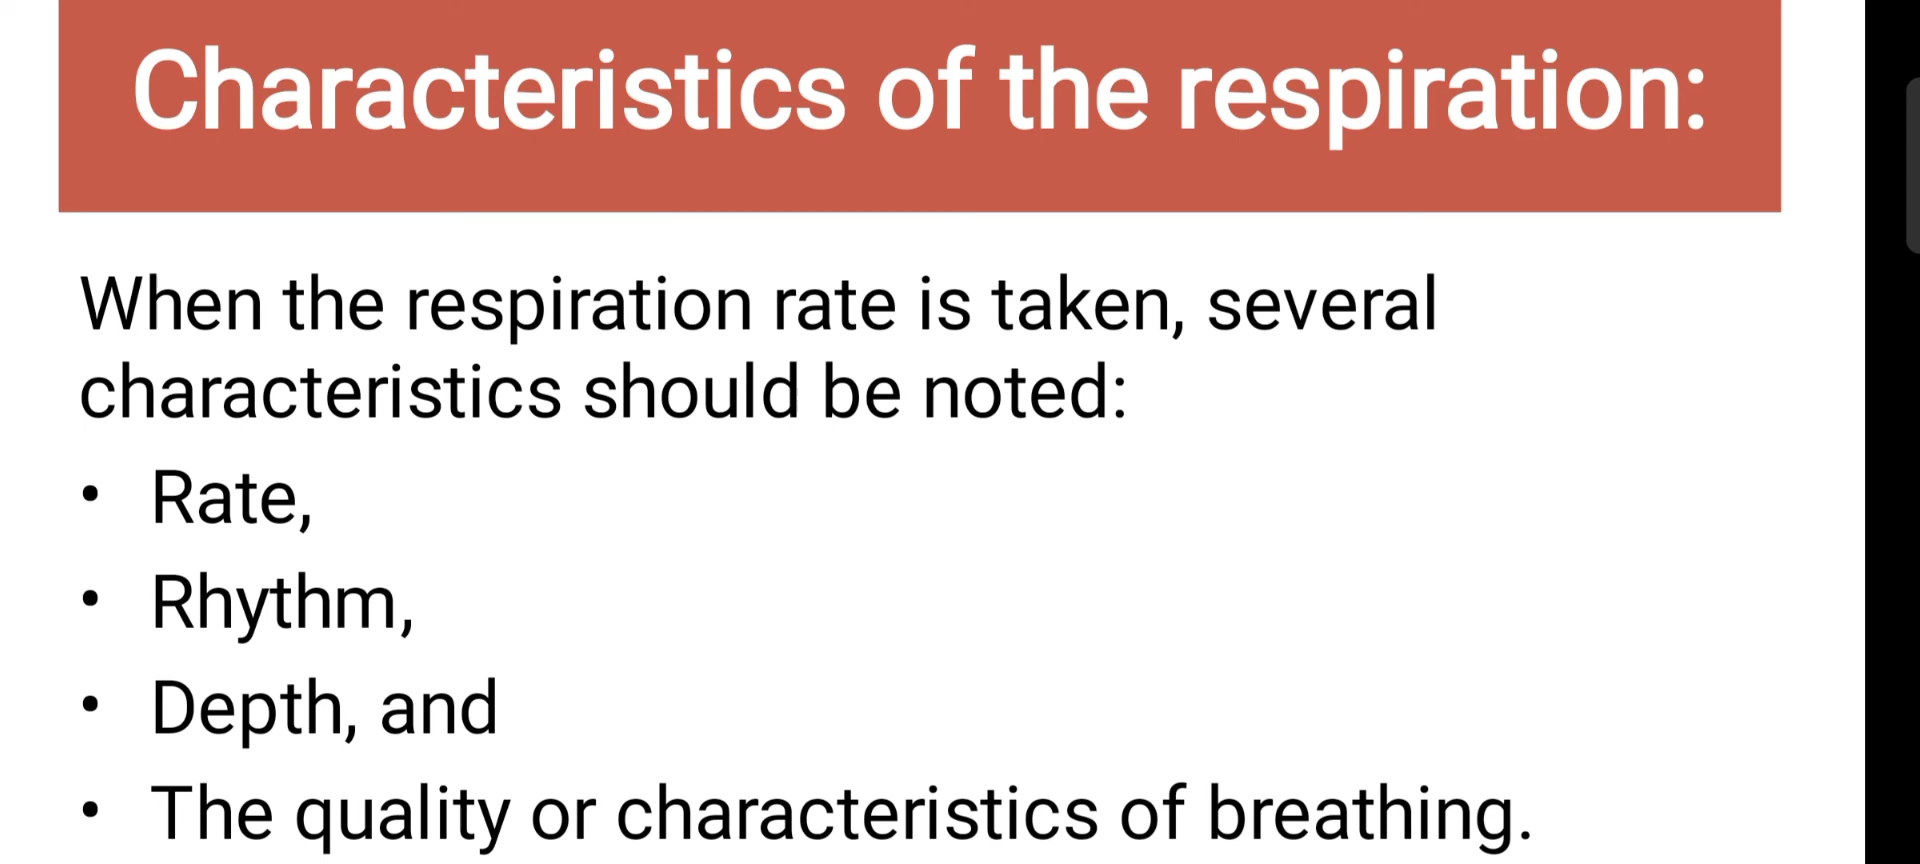 Characteristics of the respiration:
When the respiration rate is taken, several
characteristics should be noted:
• Rate,
• Rhythm,
• Depth, and
• The quality or characteristics of breathing.